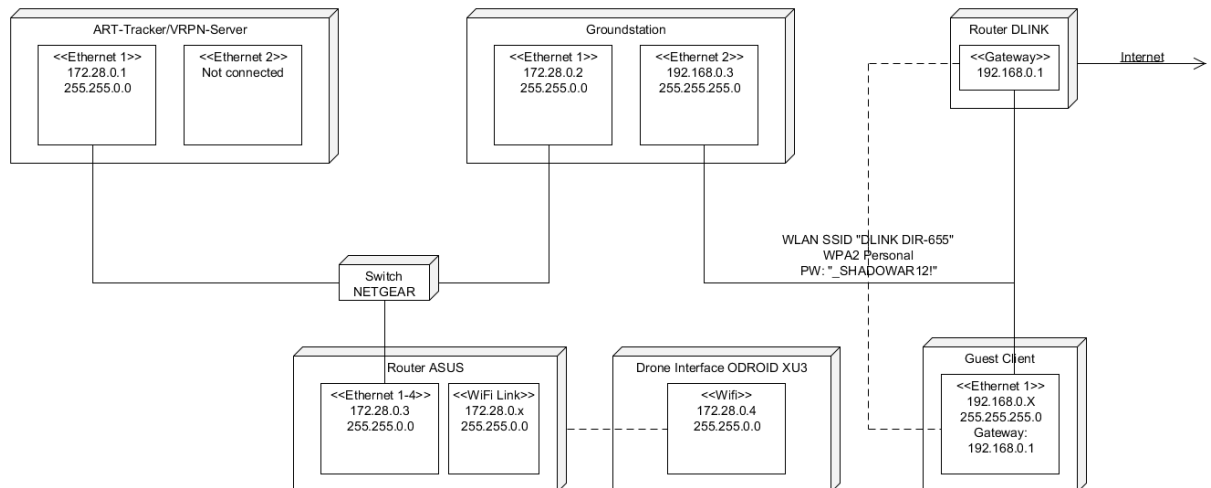 ART-Tracker/VRPN-Server
<<Ethernet 1>>
172.28.0.1
255.255.0.0
<<Ethernet 2>>
Not connected
Groundstation
<<Ethernet 1>>
172.28.0.2
255.255.0.0
<<Ethernet 2>>
192.168.0.3
255.255.255.0
Router DLINK
<<Gateway>>
192.168.0.1
Internet
WLAN SSID "DLINK DIR-655"
WPA2 Personal
PW: "_SHADOWAR12!"
Switch
NETGEAR
Router ASUS
<<Ethernet 1-4>>
172.28.0.3
255.255.0.0
<<WiFi Link>>
172.28.0.x
255.255.0.0
Drone Interface ODROID XU3
<<Wifi>>
172.28.0.4
255.255.0.0
Guest Client
<<Ethernet 1>>
192.168.0.X
255.255.255.0
Gateway:
192.168.0.1